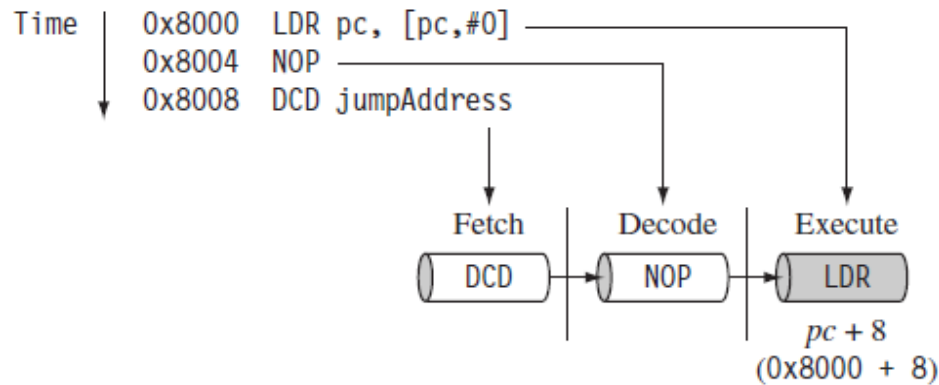 Time 0x8000 LDR pc, [pc,#0]
0x8004 NOP
0x8008 DCD jumpAddress
Fetch Decode Execute
DCD NOP LDR
pc + 8
(0x8000 + 8)